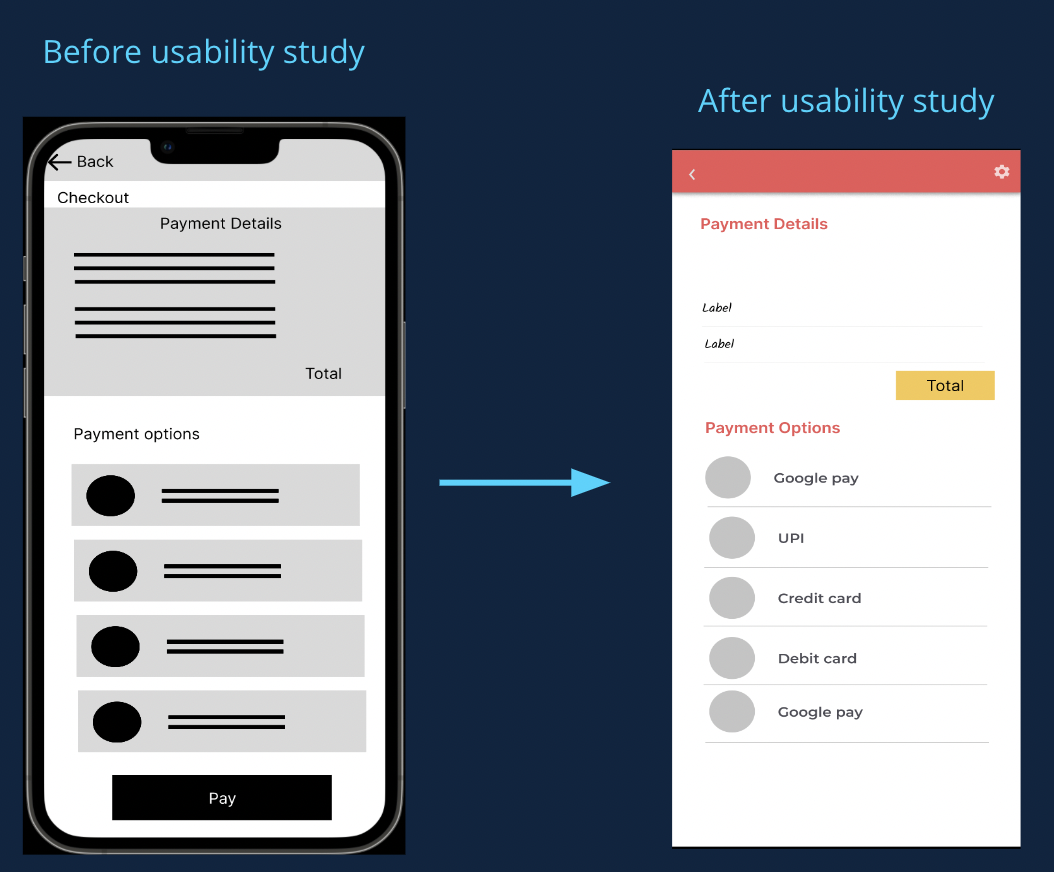 Before usability study
Back
Checkout
Payment Details
Total
Payment options
Pay
After usability study
Payment Details
Label
Label
Total
Payment Options
Google pay
UPI
Credit card
Debit card
Google pay